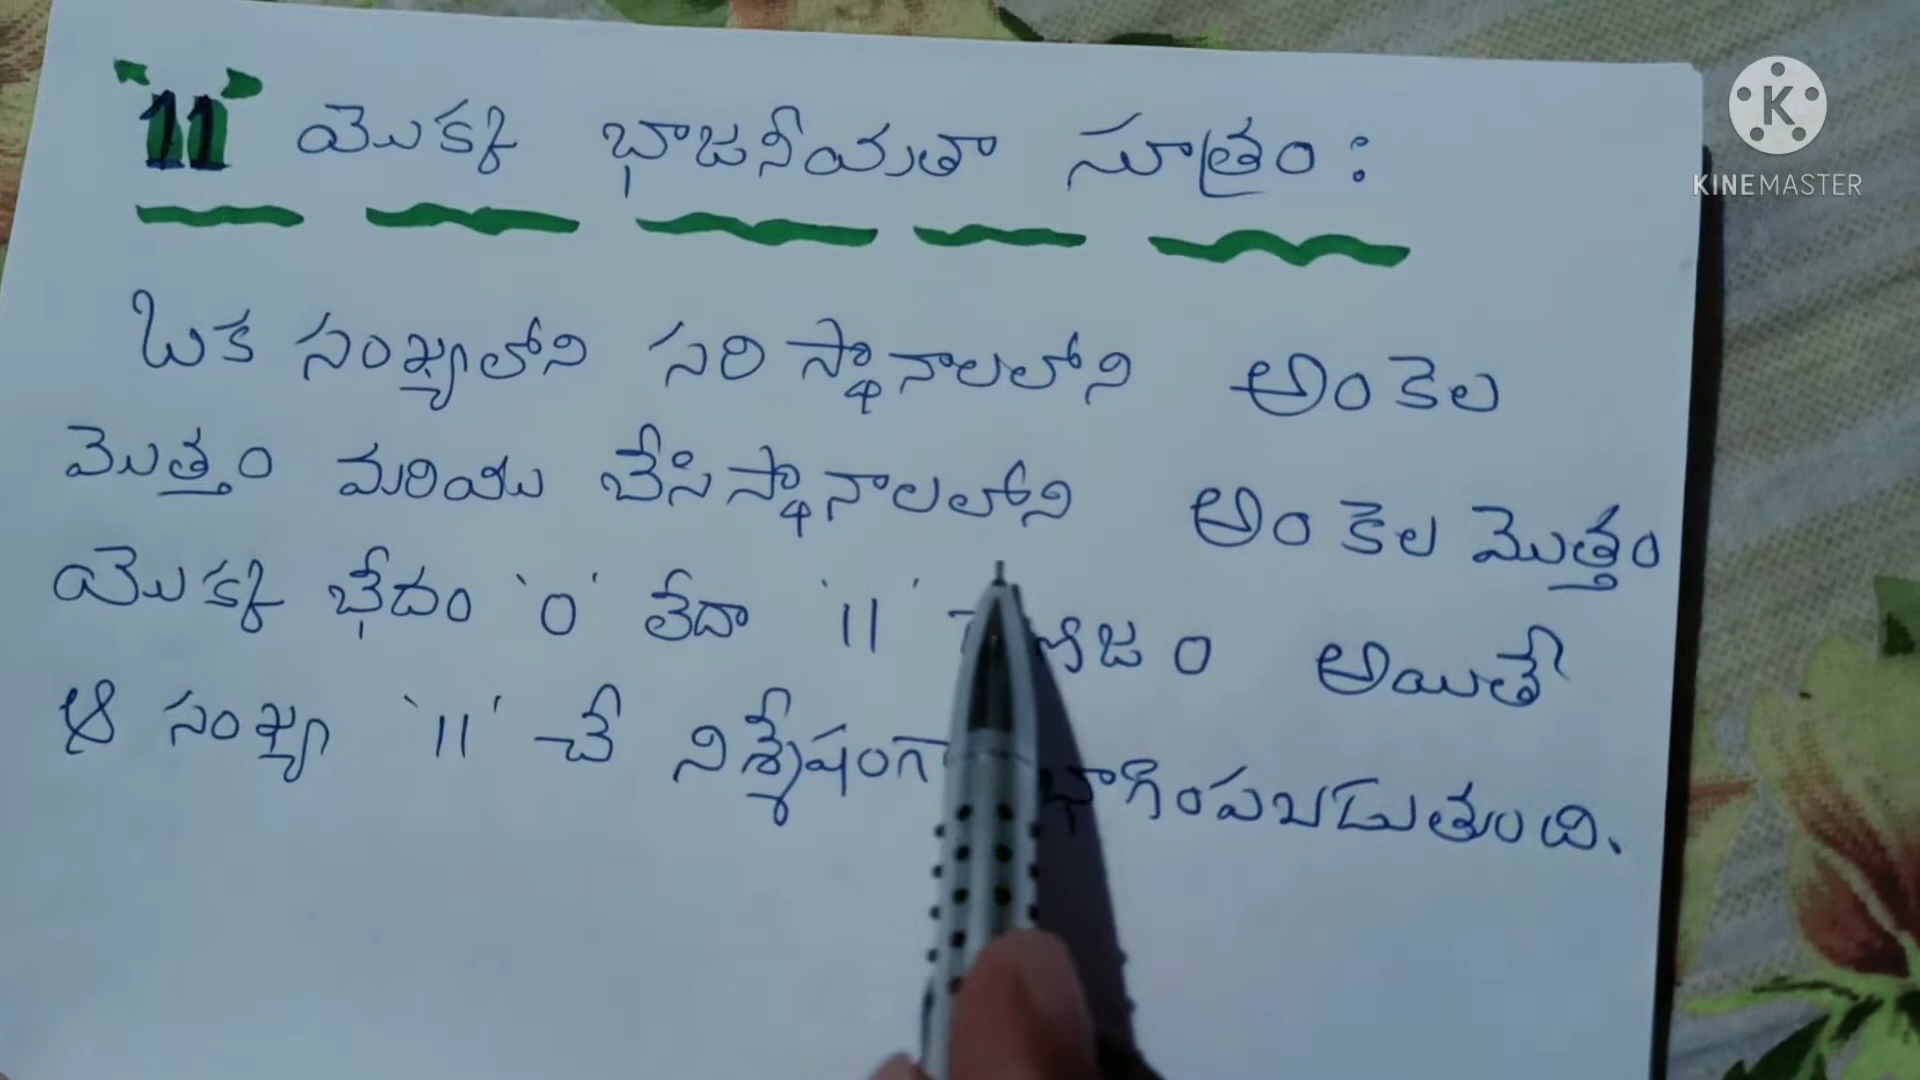 "11" యొక్క భాజనీయతా సూత్రం :
KINEMASTER
ఒక సంఖ్యలోని సరి స్థానాలలోని అంకెల
మొత్తం మరియు బేసి స్థానాలలోని అంకెల మొత్తం
యొక్క భేదం '0' లేదా '11' అయితే
ఆ సంఖ్య '11' చే నిశ్శేషంగా భాగింపబడుతుంది.